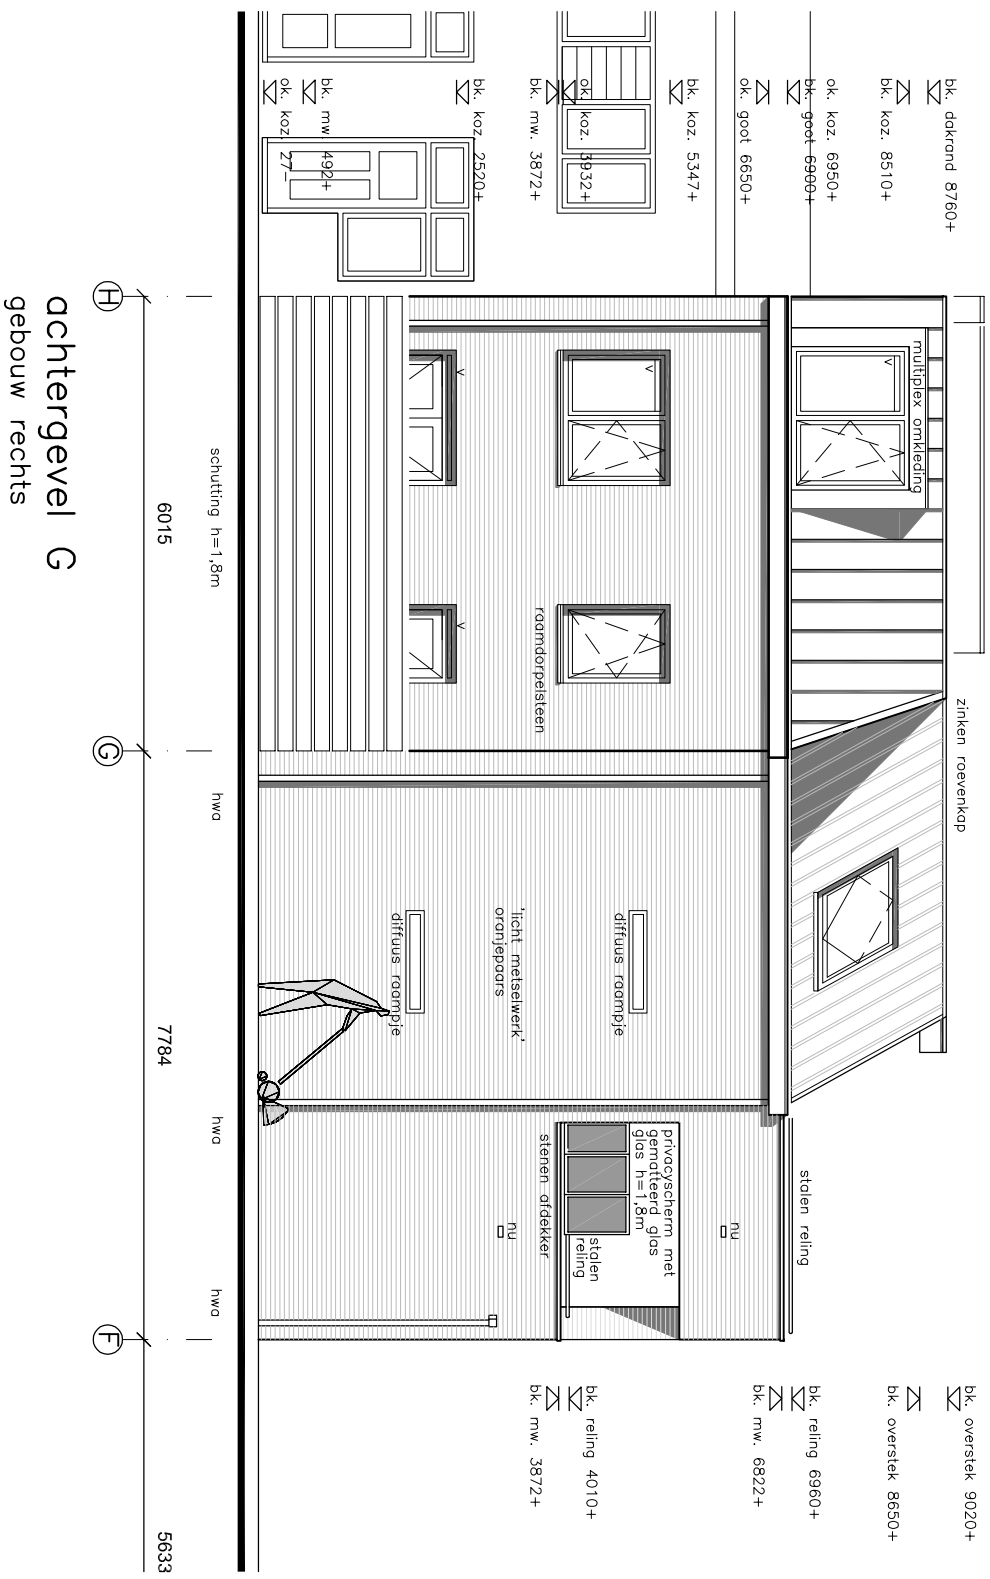 bk. dakrand 8760+
bk. koz. 8510+
ok. koz. 6950+
bk. goot 6900+
ok. goot 6650+
bk. koz. 5347+
ok. koz. 3932+
bk. mw. 3872+
bk. koz. 2520+
bk. mw. 492+
ok. koz. 27-
zinken roevenkap
multiplex omkleding
raamdorpelsteen
diffuus raampje
'licht metselwerk'
oranjepaars
diffuus raampje
stalen reling
nu
privacyscherm met
gematteerd glas
glas h=1,8m
stalen
reling
stenen afdekker
nu
bk. overstek 9020+
bk. overstek 8650+
bk. reling 6960+
bk. mw. 6822+
bk. reling 4010+
bk. mw. 3872+
schutting h=1,8m
hwa
hwa
hwa
6015
7784
5633
H
G
F
achtergevel G
gebouw rechts